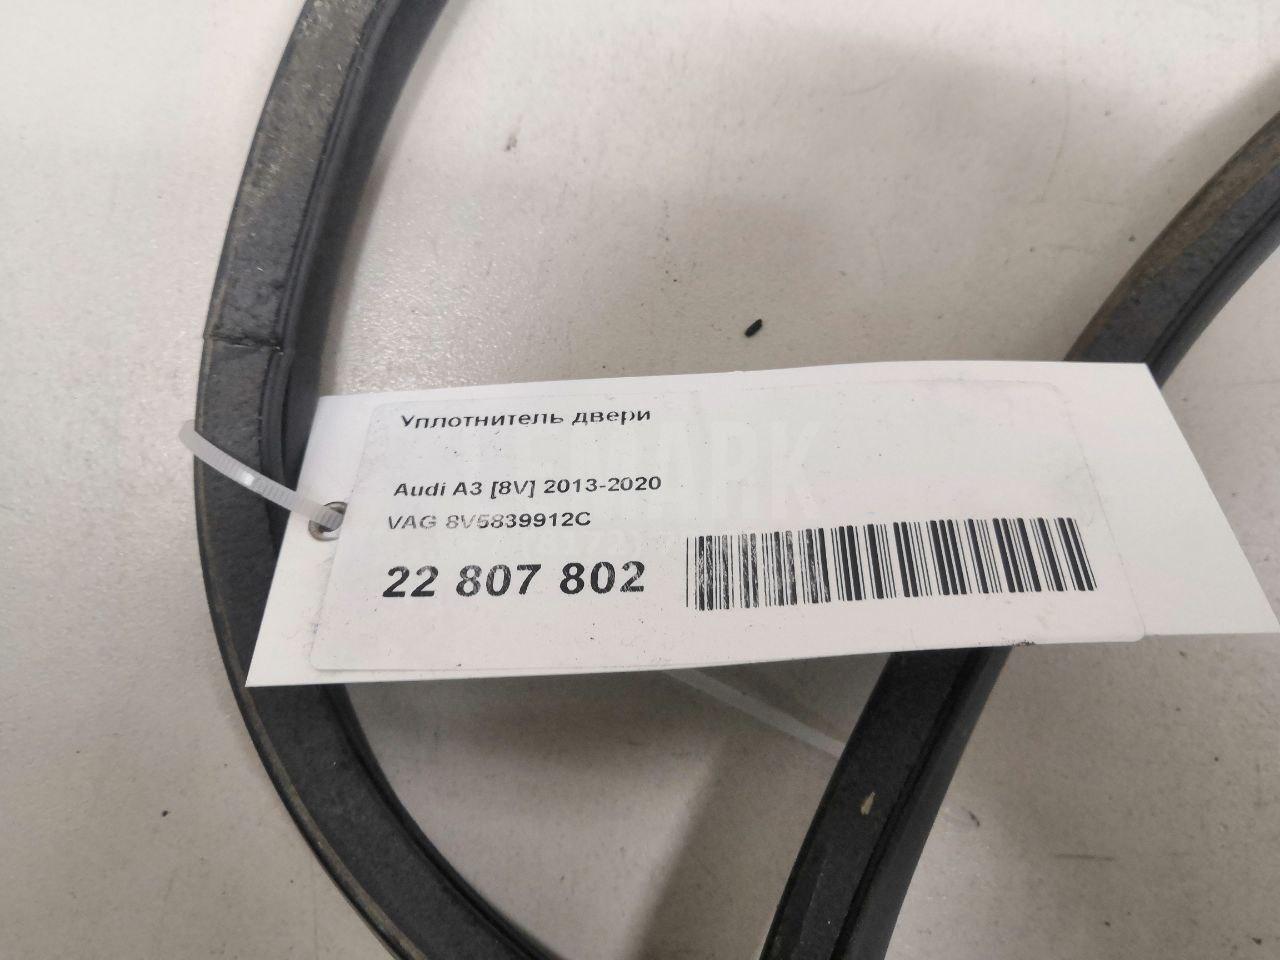 Уплотнитель двери
Audi A3 [8V] 2013-2020
VAG 8V5839912C
22 807 802